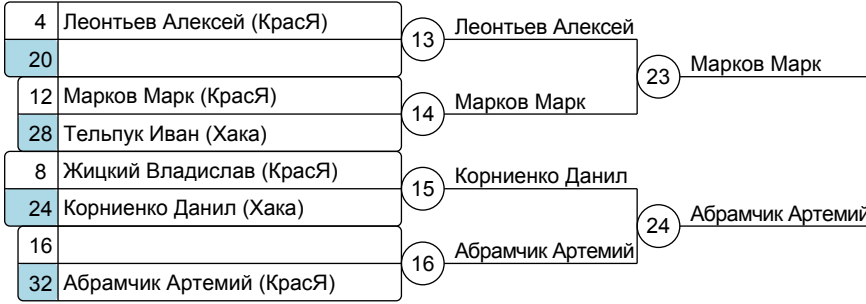 4 Леонтьев Алексей (КрасЯ)
20
13 Леонтьев Алексей
12 Марков Марк (КрасЯ)
28 Тельпук Иван (Хака)
14 Марков Марк
23 Марков Марк
8 Жицкий Владислав (КрасЯ)
24 Корниенко Данил (Хака)
15 Корниенко Данил
16
32 Абрамчик Артемий (КрасЯ)
16 Абрамчик Артемий
24 Абрамчик Артемий